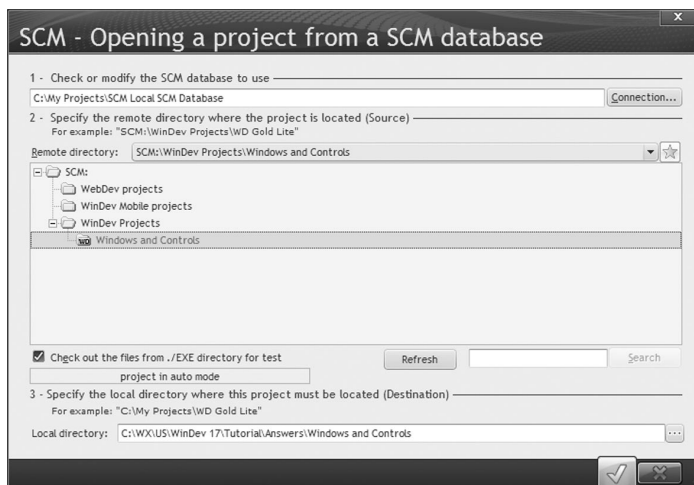 x
SCM - Opening a project from a SCM database
1 - Check or modify the SCM database to use
C:\My Projects\SCM Local SCM Database
Connection...
2 - Specify the remote directory where the project is located (Source)
For example: "SCM:\WinDev Projects\WD Gold Lite"
Remote directory: SCM:\WinDev Projects\Windows and Controls
SCM:
WebDev projects
WinDev Mobile projects
WinDev Projects
WD Windows and Controls
Check out the files from ./EXE directory for test
Refresh
Search
project in auto mode
3 - Specify the local directory where this project must be located (Destination)
For example: "C:\My Projects\WD Gold Lite"
Local directory: C:\WX\US\WinDev 17\Tutorial\Answers\Windows and Controls
...